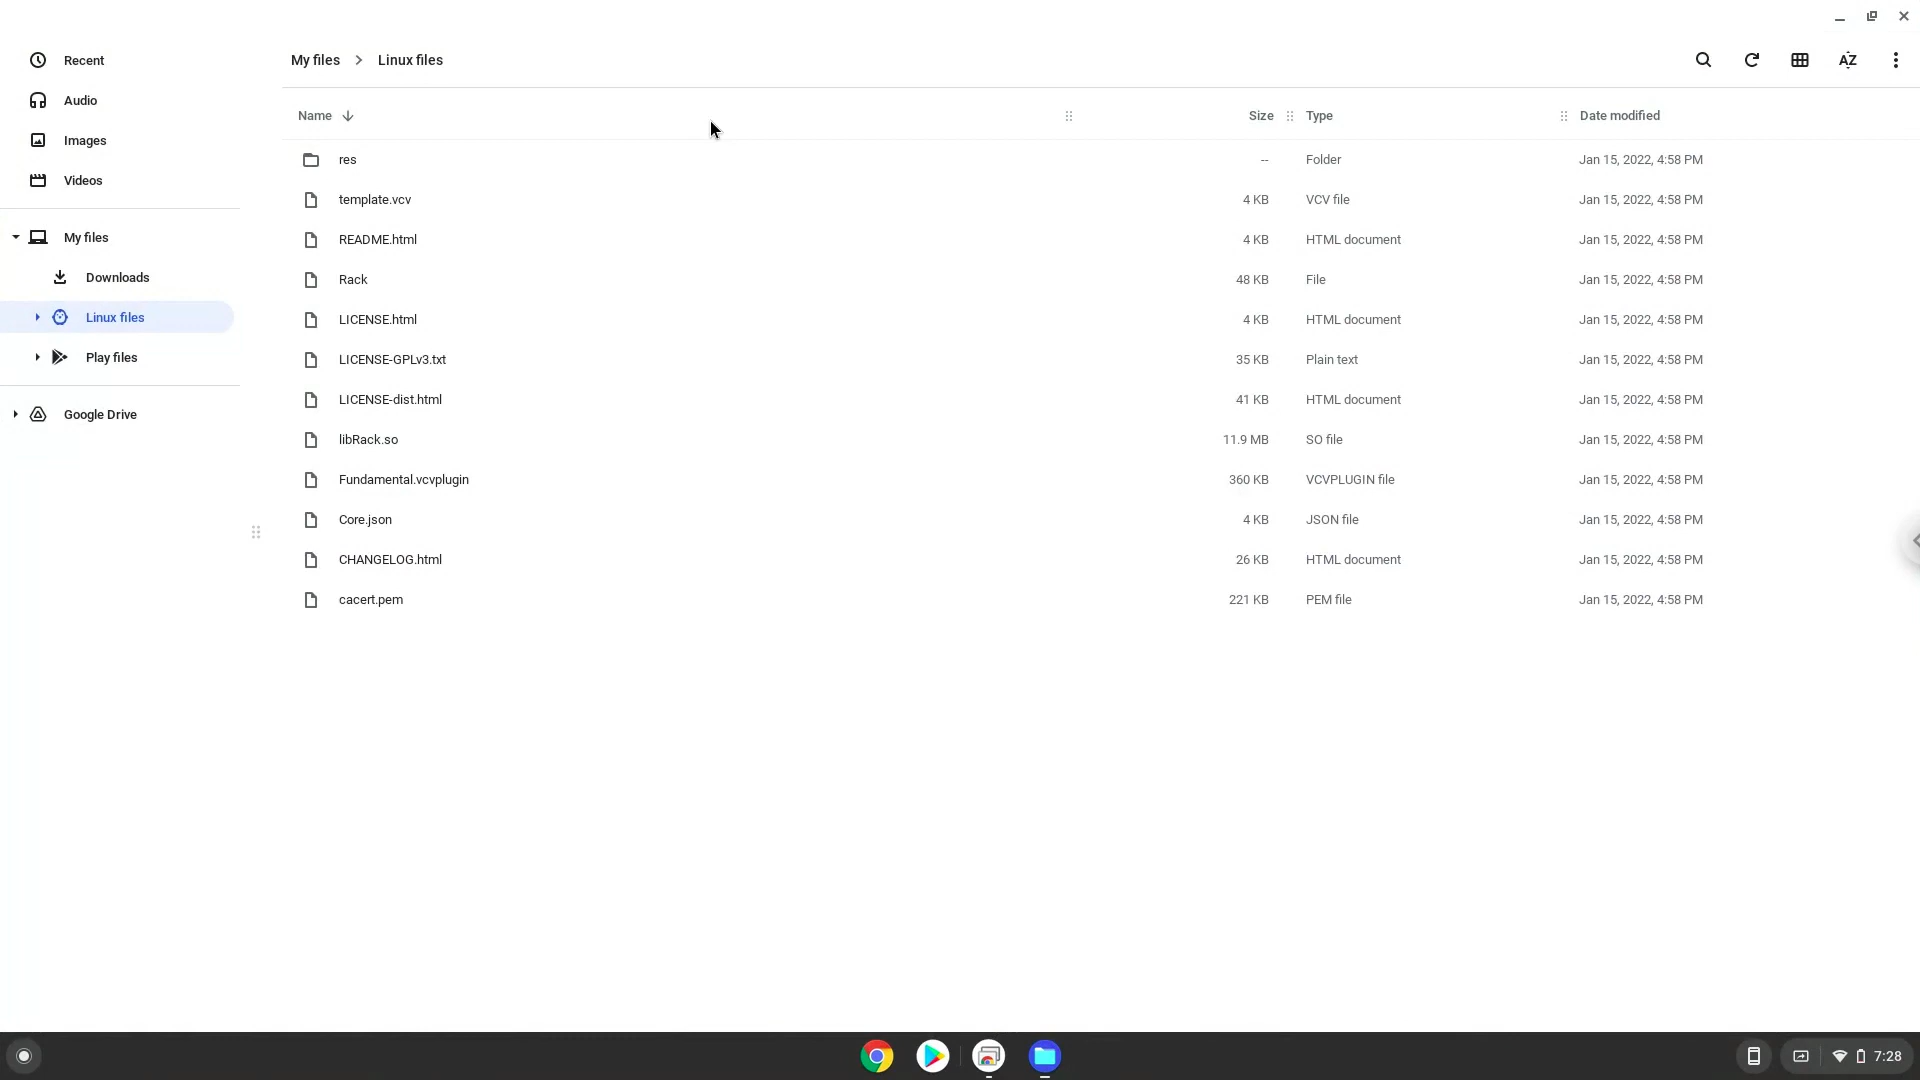 Recent
Audio
Images
Videos
My files
Downloads
Linux files
Play files
Google Drive
My files Linux files
AZ
Name Size Type Date modified
res -- Folder Jan 15, 2022, 4:58 PM
template.vcv 4 KB VCV file Jan 15, 2022, 4:58 PM
README.html 4 KB HTML document Jan 15, 2022, 4:58 PM
Rack 48 KB File Jan 15, 2022, 4:58 PM
LICENSE.html 4 KB HTML document Jan 15, 2022, 4:58 PM
LICENSE-GPLv3.txt 35 KB Plain text Jan 15, 2022, 4:58 PM
LICENSE-dist.html 41 KB HTML document Jan 15, 2022, 4:58 PM
libRack.so 11.9 MB SO file Jan 15, 2022, 4:58 PM
Fundamental.vcvplugin 360 KB VCVPLUGIN file Jan 15, 2022, 4:58 PM
Core.json 4 KB JSON file Jan 15, 2022, 4:58 PM
CHANGELOG.html 26 KB HTML document Jan 15, 2022, 4:58 PM
cacert.pem 221 KB PEM file Jan 15, 2022, 4:58 PM
7:28